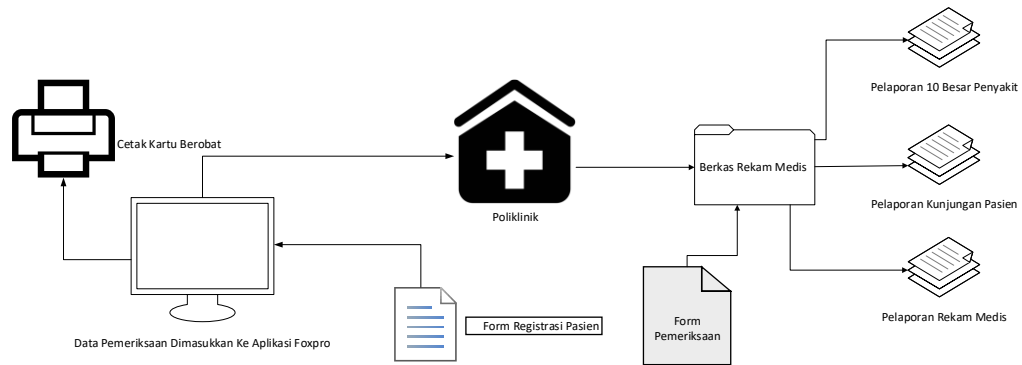 Pelaporan 10 Besar Penyakit
Cetak Kartu Berobat
Berkas Rekam Medis
Poliklinik
Pelaporan Kunjungan Pasien
Form Registrasi Pasien
Form
Pemeriksaan
Pelaporan Rekam Medis
Data Pemeriksaan Dimasukkan Ke Aplikasi Foxpro